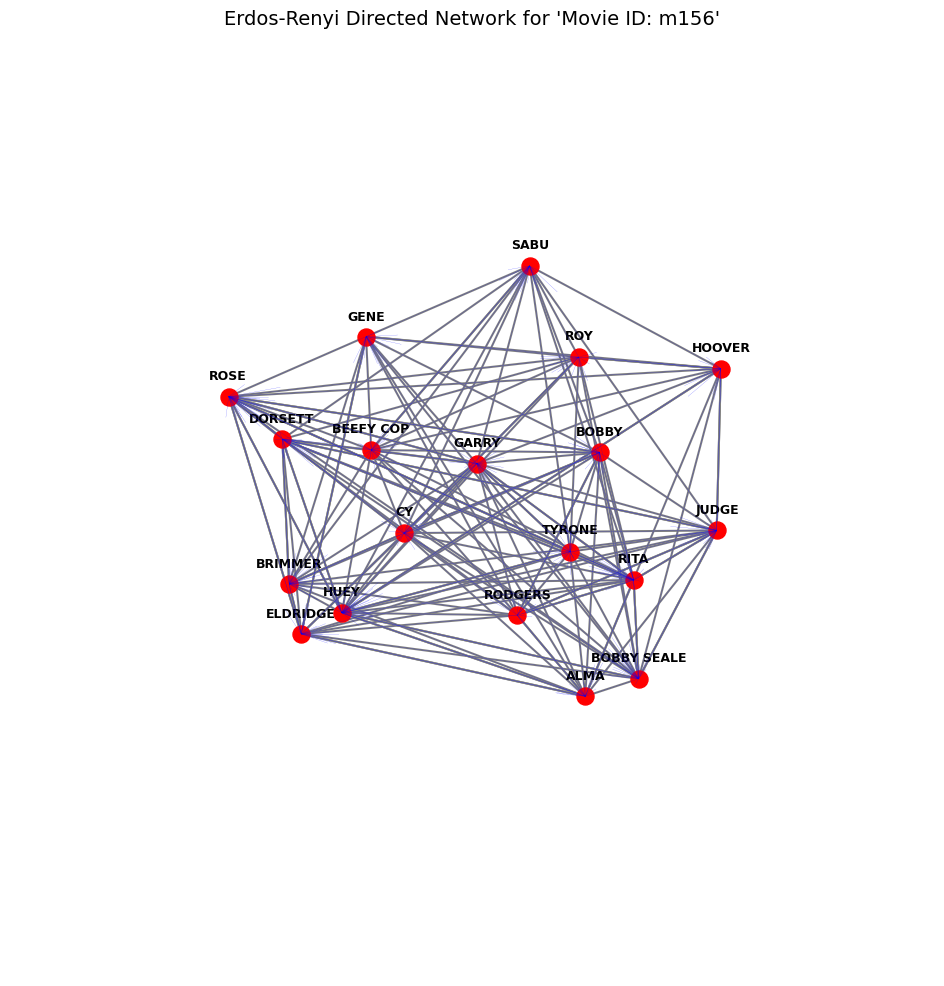 Erdos-Renyi Directed Network for 'Movie ID: m156'
SABU
GENE
ROY
HOOVER
ROSE
DORSETT
BEEFY COP
BOBBY
GARRY
CY
JUDGE
TYRONE
RITA
BRIMMER
HUEY
RODGERS
ELDRIDGE
BOBBY SEALE
ALMA